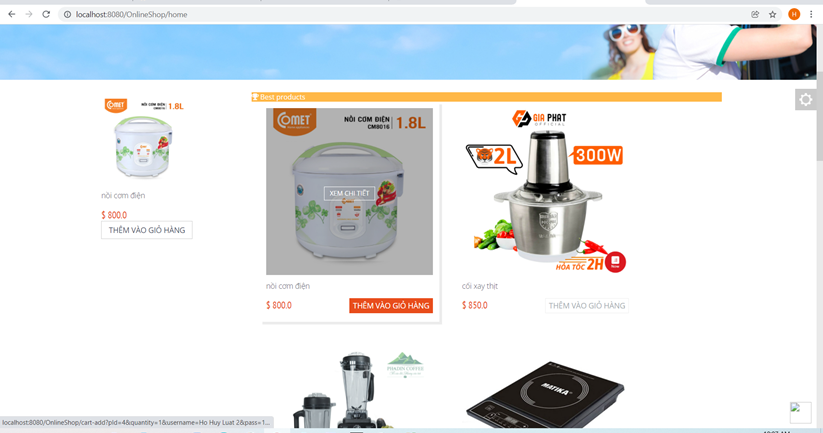 localhost:8080/OnlineShop/home
H
COMET
NỒI CƠM ĐIỆN
1.8L
nồi cơm điện
$ 800.0
THÊM VÀO GIỎ HÀNG
Best products
COMET
NỒI CƠM ĐIỆN
CM8016
1.8L
XEM CHI TIẾT
nồi cơm điện
$ 800.0
THÊM VÀO GIỎ HÀNG
GIA PHAT
OFFICIAL
2L
300W
HỎA TỐC 2H
cối xay thịt
$ 850.0
THÊM VÀO GIỎ HÀNG
PHADIN COFFEE
MATIKA
localhost:8080/OnlineShop/cart-add?pId=4&quantity=1&username=Ho Huy Luat 2&pass=1...